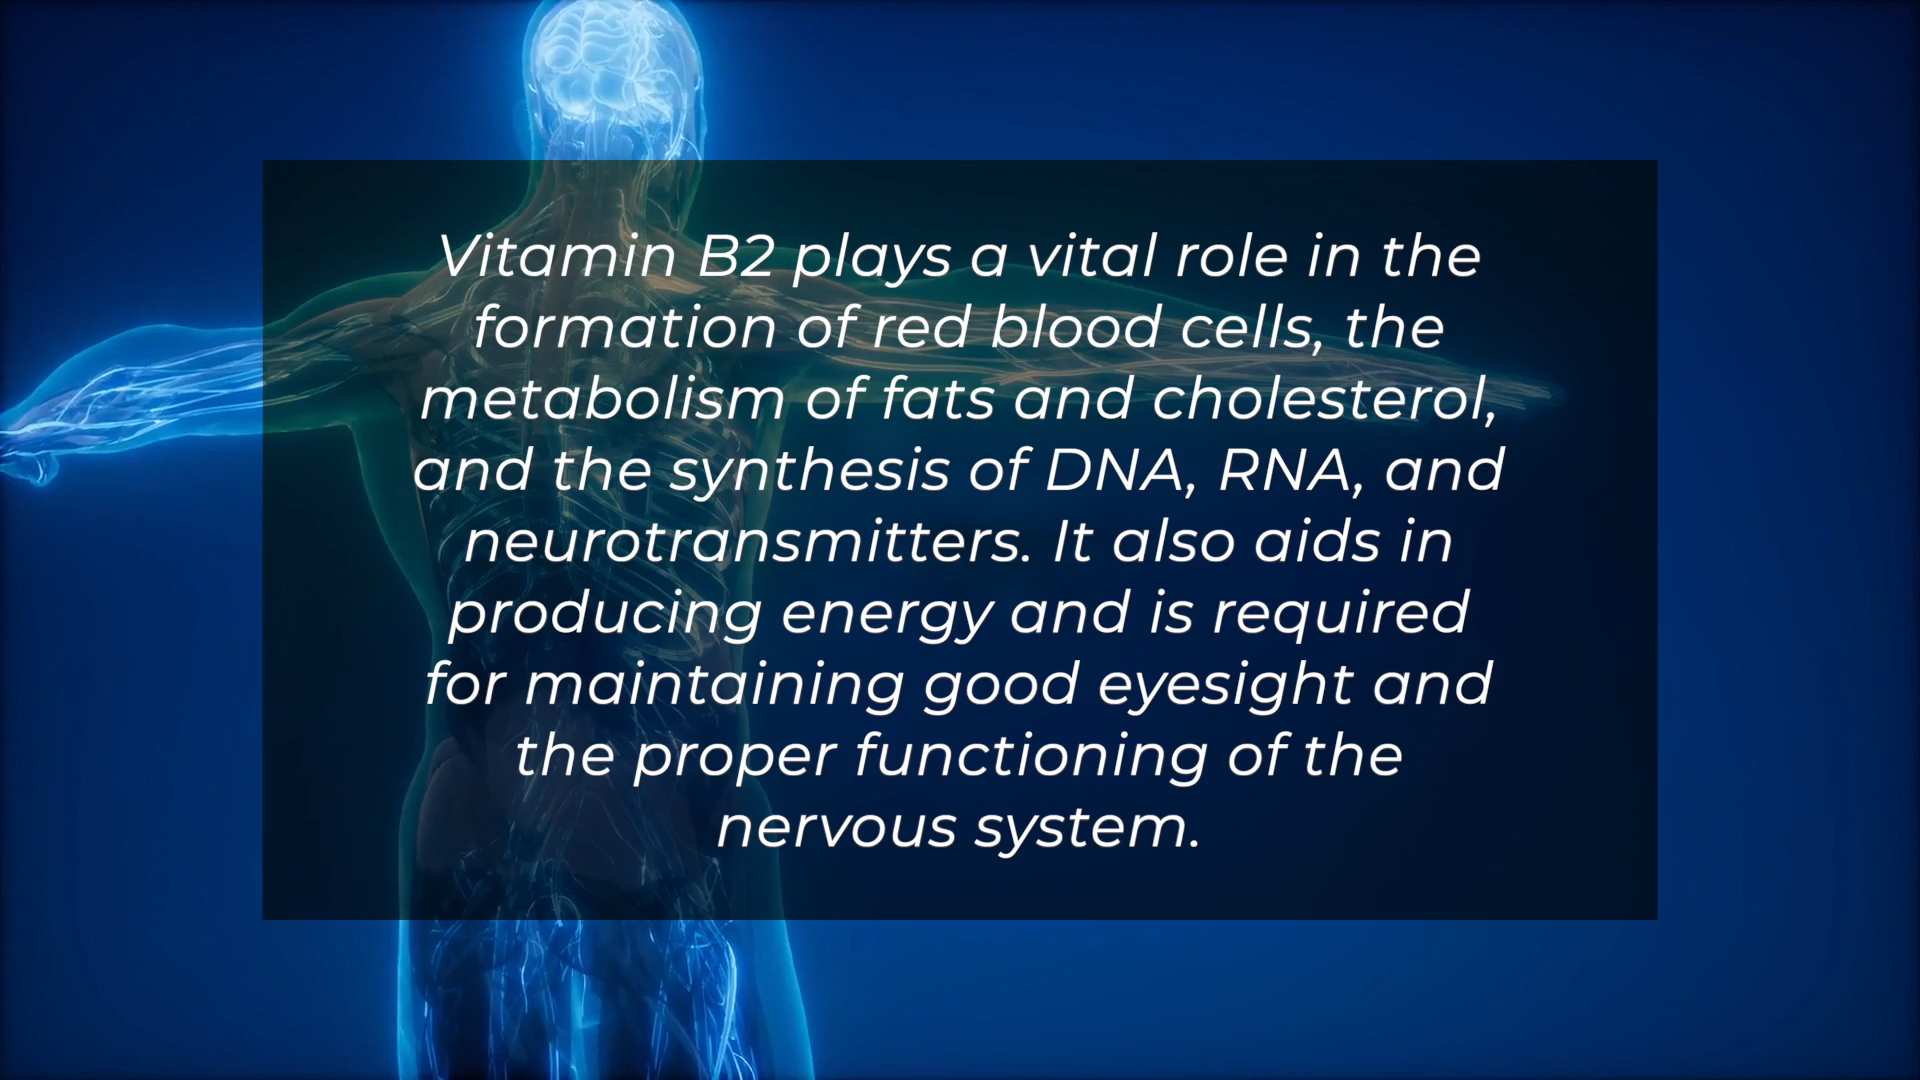 Vitamin B2 plays a vital role in the
formation of red blood cells, the
metabolism of fats and cholesterol,
and the synthesis of DNA, RNA, and
neurotransmitters. It also aids in
producing energy and is required
for maintaining good eyesight and
the proper functioning of the
nervous system.